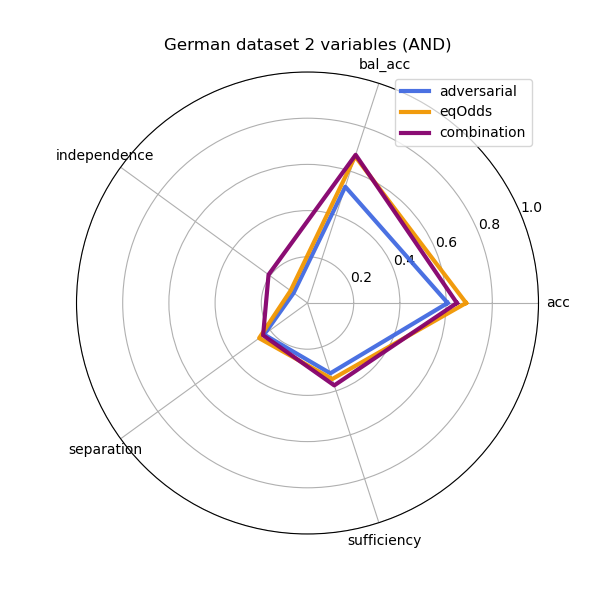 German dataset 2 variables (AND)
bal_acc
adversarial
eqOdds
combination
independence
1.0
0.8
0.6
0.4
0.2
acc
separation
sufficiency